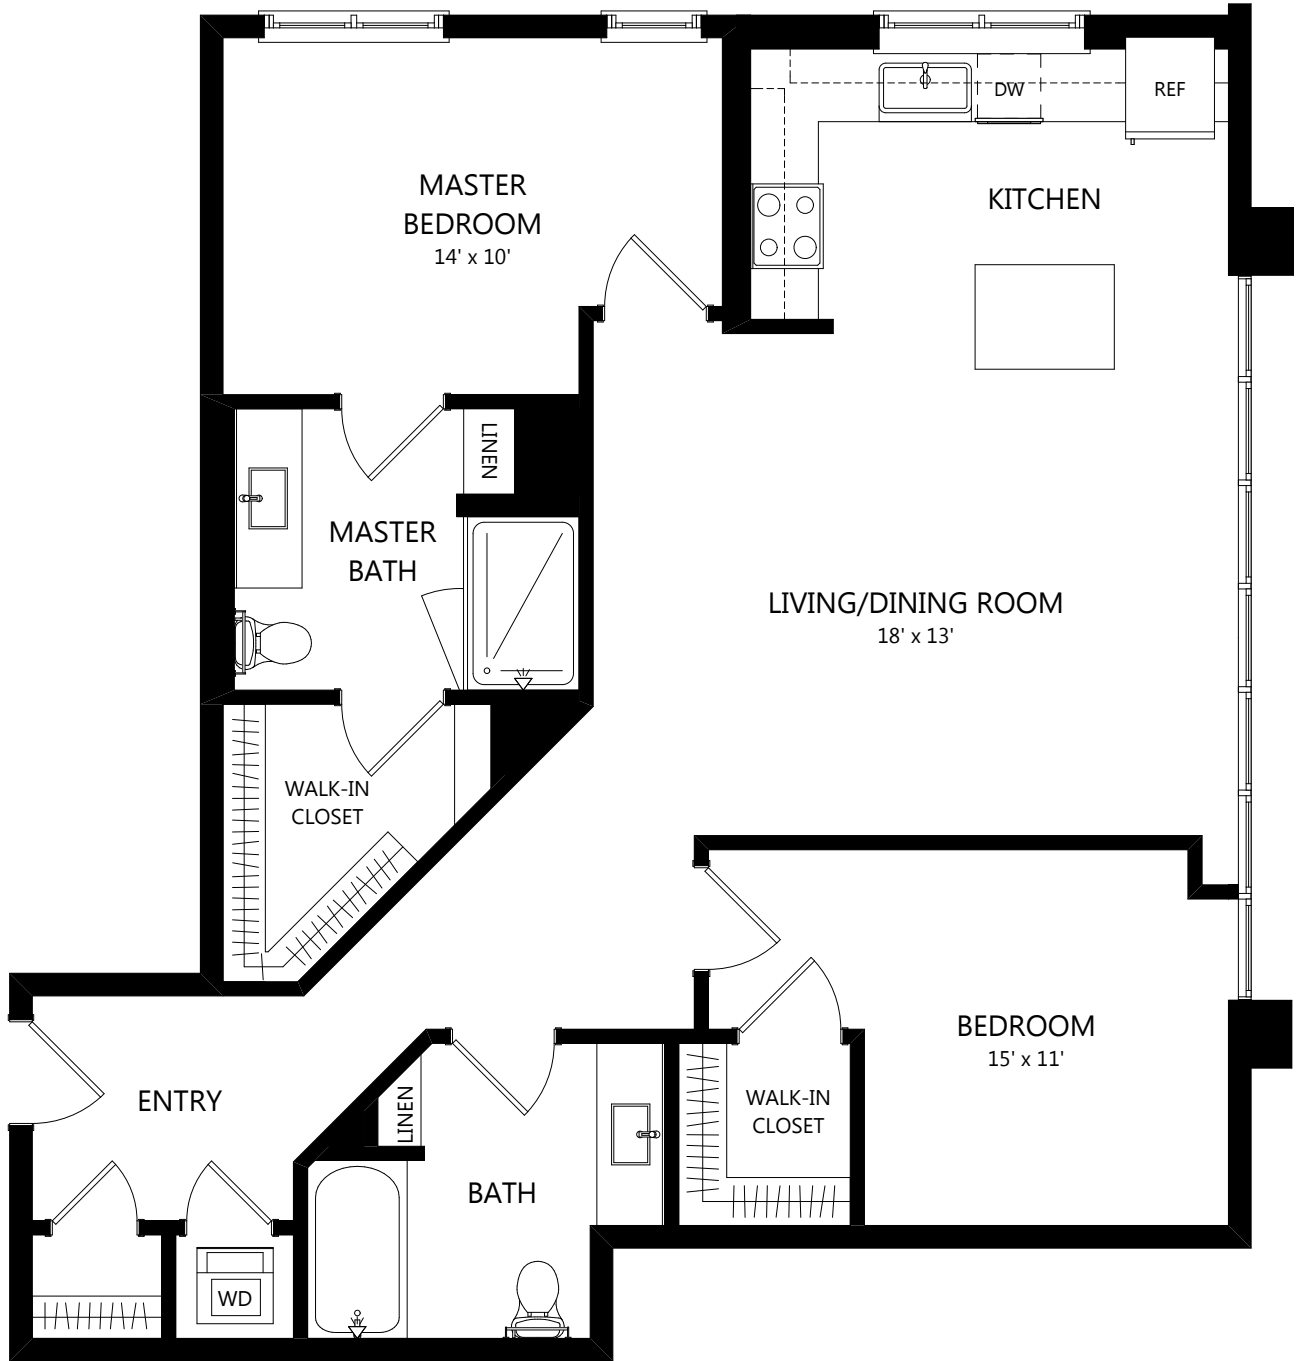 DW
REF
MASTER
BEDROOM
14' x 10'
KITCHEN
LINEN
MASTER
BATH
LIVING/DINING ROOM
18' x 13'
WALK-IN
CLOSET
BEDROOM
15' x 11'
ENTRY
LINEN
WALK-IN
CLOSET
BATH
WD